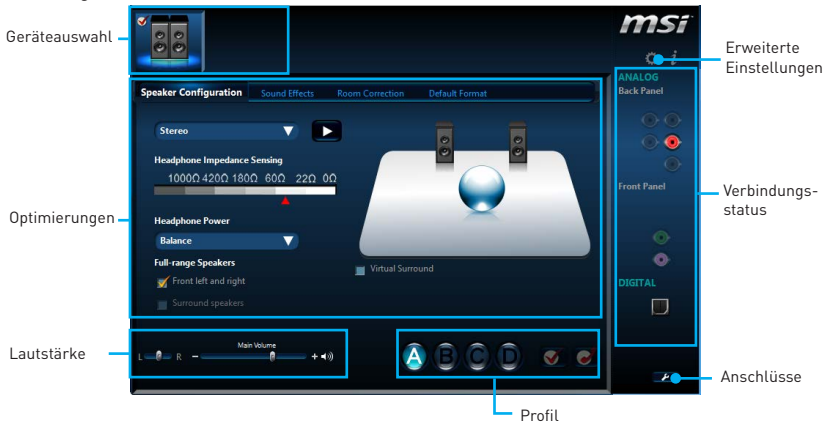 Geräteauswahl
Optimierungen
Lautstärke
msi
i
Erweiterte
Einstellungen
ANALOG
Back Panel
Speaker Configuration Sound Effects Room Correction Default Format
Stereo
Headphone Impedance Sensing
1000Ω 420Ω 180Ω 60Ω 22Ω 0Ω
Headphone Power
Balance
Full-range Speakers
Front left and right
Surround speakers
Virtual Surround
Front Panel
DIGITAL
Verbindungs-
status
Main Volume
L R - +
A B C D
Anschlüsse
Profil